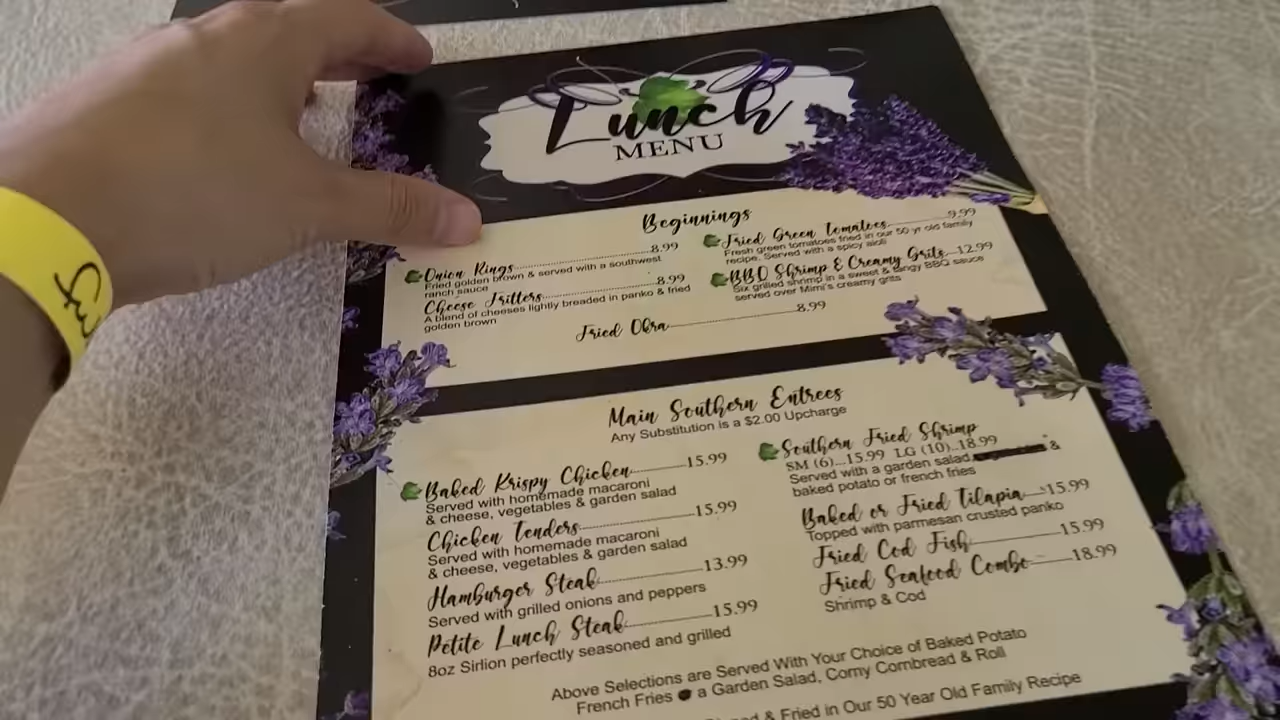 Lunch
MENU
Beginnings
Onion Rings 8.99
Fried golden brown & served with a southwest
ranch sauce
Cheese Fritters 8.99
A blend of cheeses lightly breaded in panko & fried
golden brown
Fried Green Tomatoes 9.99
Fresh green tomatoes fried in our 50 yr old family
recipe. Served with a spicy aioli
BBQ Shrimp & Creamy Grits 12.99
Six grilled shrimp in a sweet & tangy BBQ sauce
served over Mimi's creamy grits
Fried Okra 8.99
Main Southern Entrees
Any Substitution is a $2.00 Upcharge
Baked Krispy Chicken 15.99
Served with homemade macaroni
& cheese, vegetables & garden salad
Chicken Tenders 15.99
Served with homemade macaroni
& cheese, vegetables & garden salad
Hamburger Steak 13.99
Served with grilled onions and peppers
Petite Lunch Steak 15.99
8oz Sirlion perfectly seasoned and grilled
Southern Fried Shrimp
SM (6)...15.99 LG (10)..18.99
Served with a garden salad &
baked potato or french fries
Baked or Fried Tilapia 15.99
Topped with parmesan crusted panko
Fried Cod Fish 15.99
Fried Seafood Combo 18.99
Shrimp & Cod
Above Selections are Served With Your Choice of Baked Potato
French Fries a Garden Salad, Corny Cornbread & Roll
& Fried in Our 50 Year Old Family Recipe